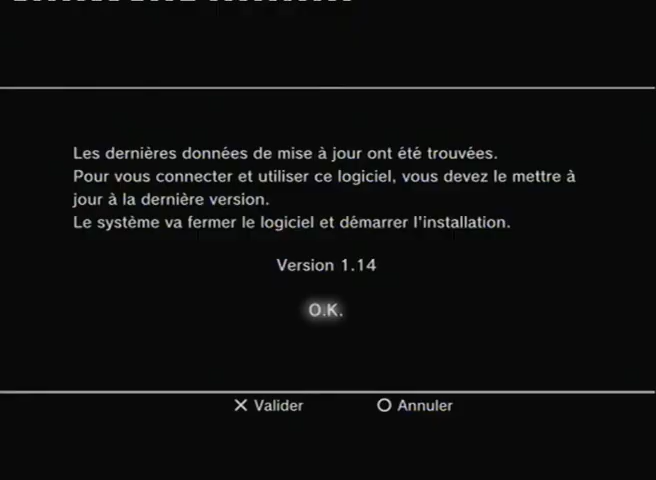 Les dernières données de mise à jour ont été trouvées.
Pour vous connecter et utiliser ce logiciel, vous devez le mettre à
jour à la dernière version.
Le système va fermer le logiciel et démarrer l'installation.
Version 1.14
O.K.
X Valider
O Annuler